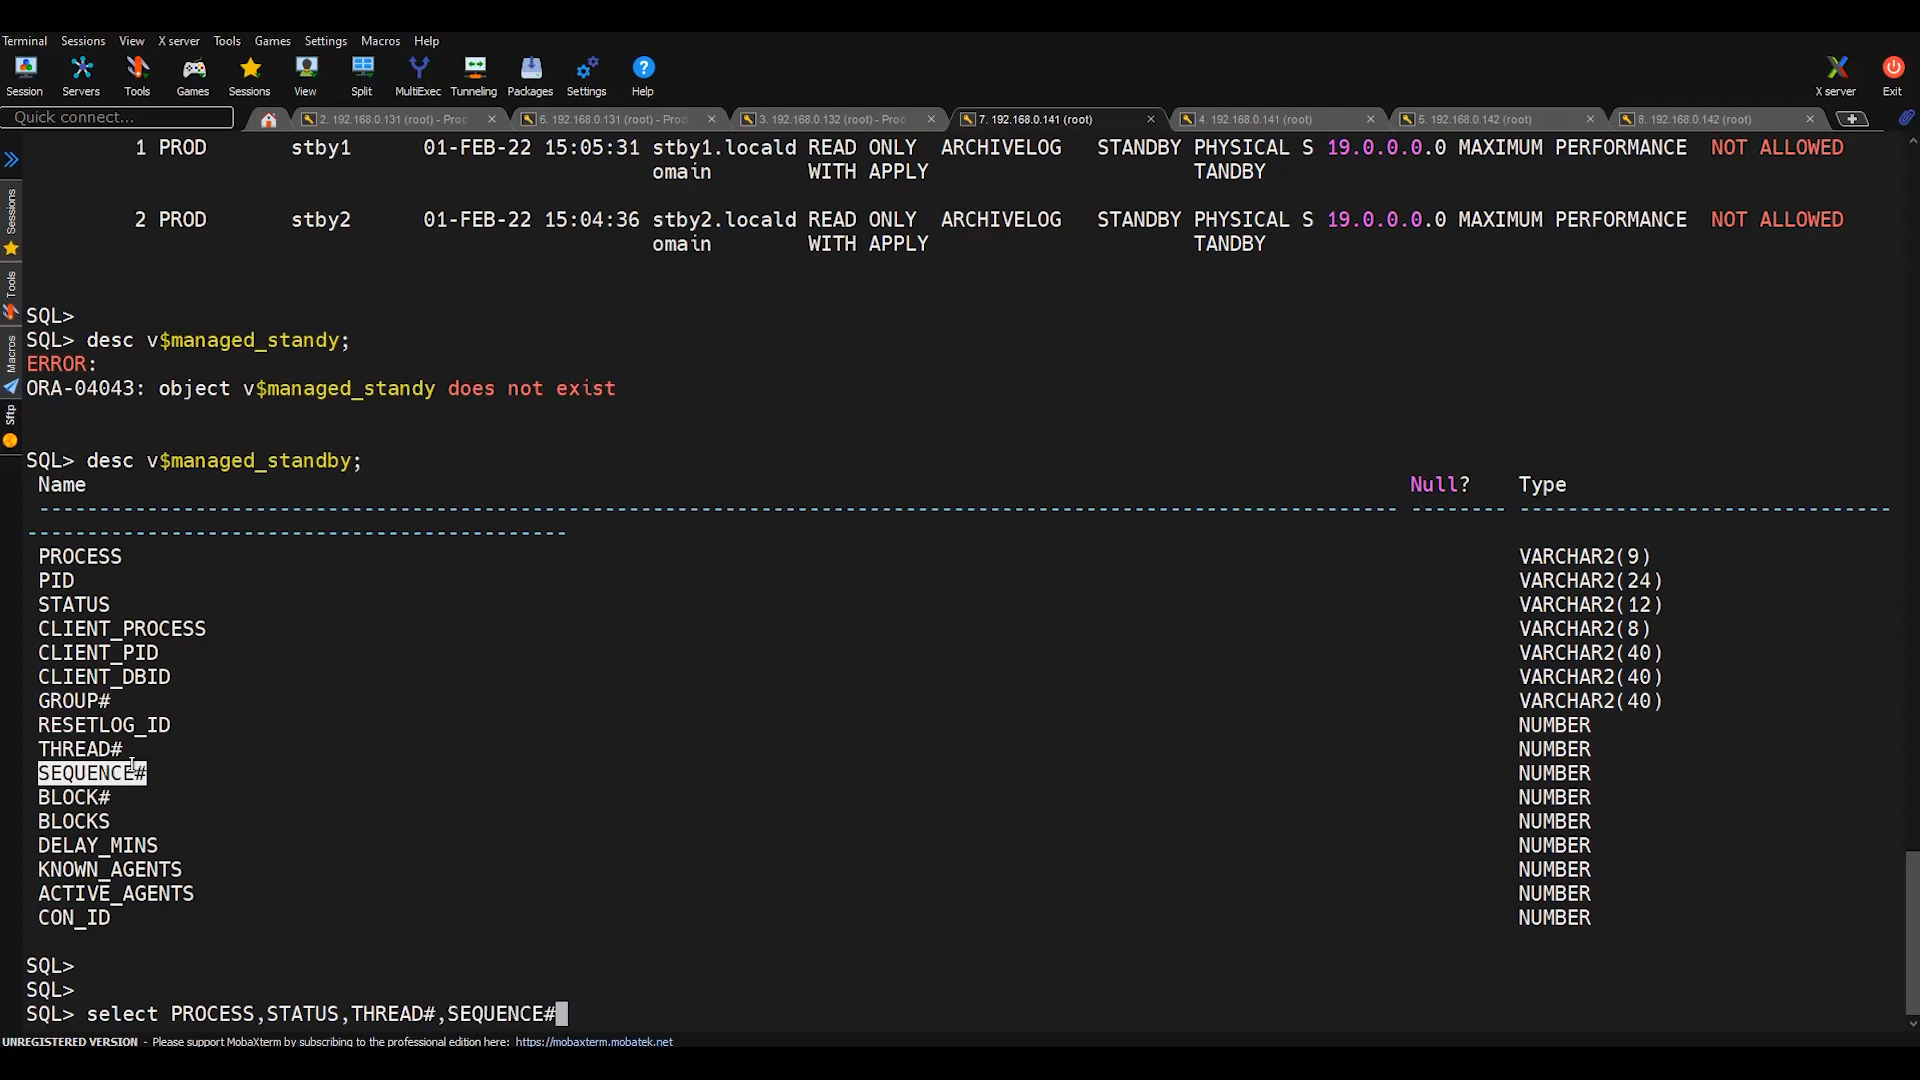 Terminal Sessions View X server Tools Games Settings Macros Help
Session Servers Tools Games Sessions View Split MultiExec Tunneling Packages Settings Help X server Exit
Quick connect... 2. 192.168.0.131 (root) - Prod 6. 192.168.0.131 (root) - Prod 3. 192.168.0.132 (root) - Prod 7. 192.168.0.141 (root) 4. 192.168.0.141 (root) 5. 192.168.0.142 (root) 8. 192.168.0.142 (root)
Sessions
Tools
Macros
Sftp
1 PROD stby1 01-FEB-22 15:05:31 stby1.locald READ ONLY ARCHIVELOG STANDBY PHYSICAL S 19.0.0.0.0 MAXIMUM PERFORMANCE NOT ALLOWED
omain WITH APPLY TANDBY
2 PROD stby2 01-FEB-22 15:04:36 stby2.locald READ ONLY ARCHIVELOG STANDBY PHYSICAL S 19.0.0.0.0 MAXIMUM PERFORMANCE NOT ALLOWED
omain WITH APPLY TANDBY
SQL>
SQL> desc v$managed_standy;
ERROR:
ORA-04043: object v$managed_standy does not exist
SQL> desc v$managed_standby;
Name Null? Type
PROCESS VARCHAR2(9)
PID VARCHAR2(24)
STATUS VARCHAR2(12)
CLIENT_PROCESS VARCHAR2(8)
CLIENT_PID VARCHAR2(40)
CLIENT_DBID VARCHAR2(40)
GROUP# VARCHAR2(40)
RESETLOG_ID NUMBER
THREAD# NUMBER
SEQUENCE# NUMBER
BLOCK# NUMBER
BLOCKS NUMBER
DELAY_MINS NUMBER
KNOWN_AGENTS NUMBER
ACTIVE_AGENTS NUMBER
CON_ID NUMBER
SQL>
SQL>
SQL> select PROCESS,STATUS,THREAD#,SEQUENCE#
UNREGISTERED VERSION - Please support MobaXterm by subscribing to the professional edition here: https://mobaxterm.mobatek.net